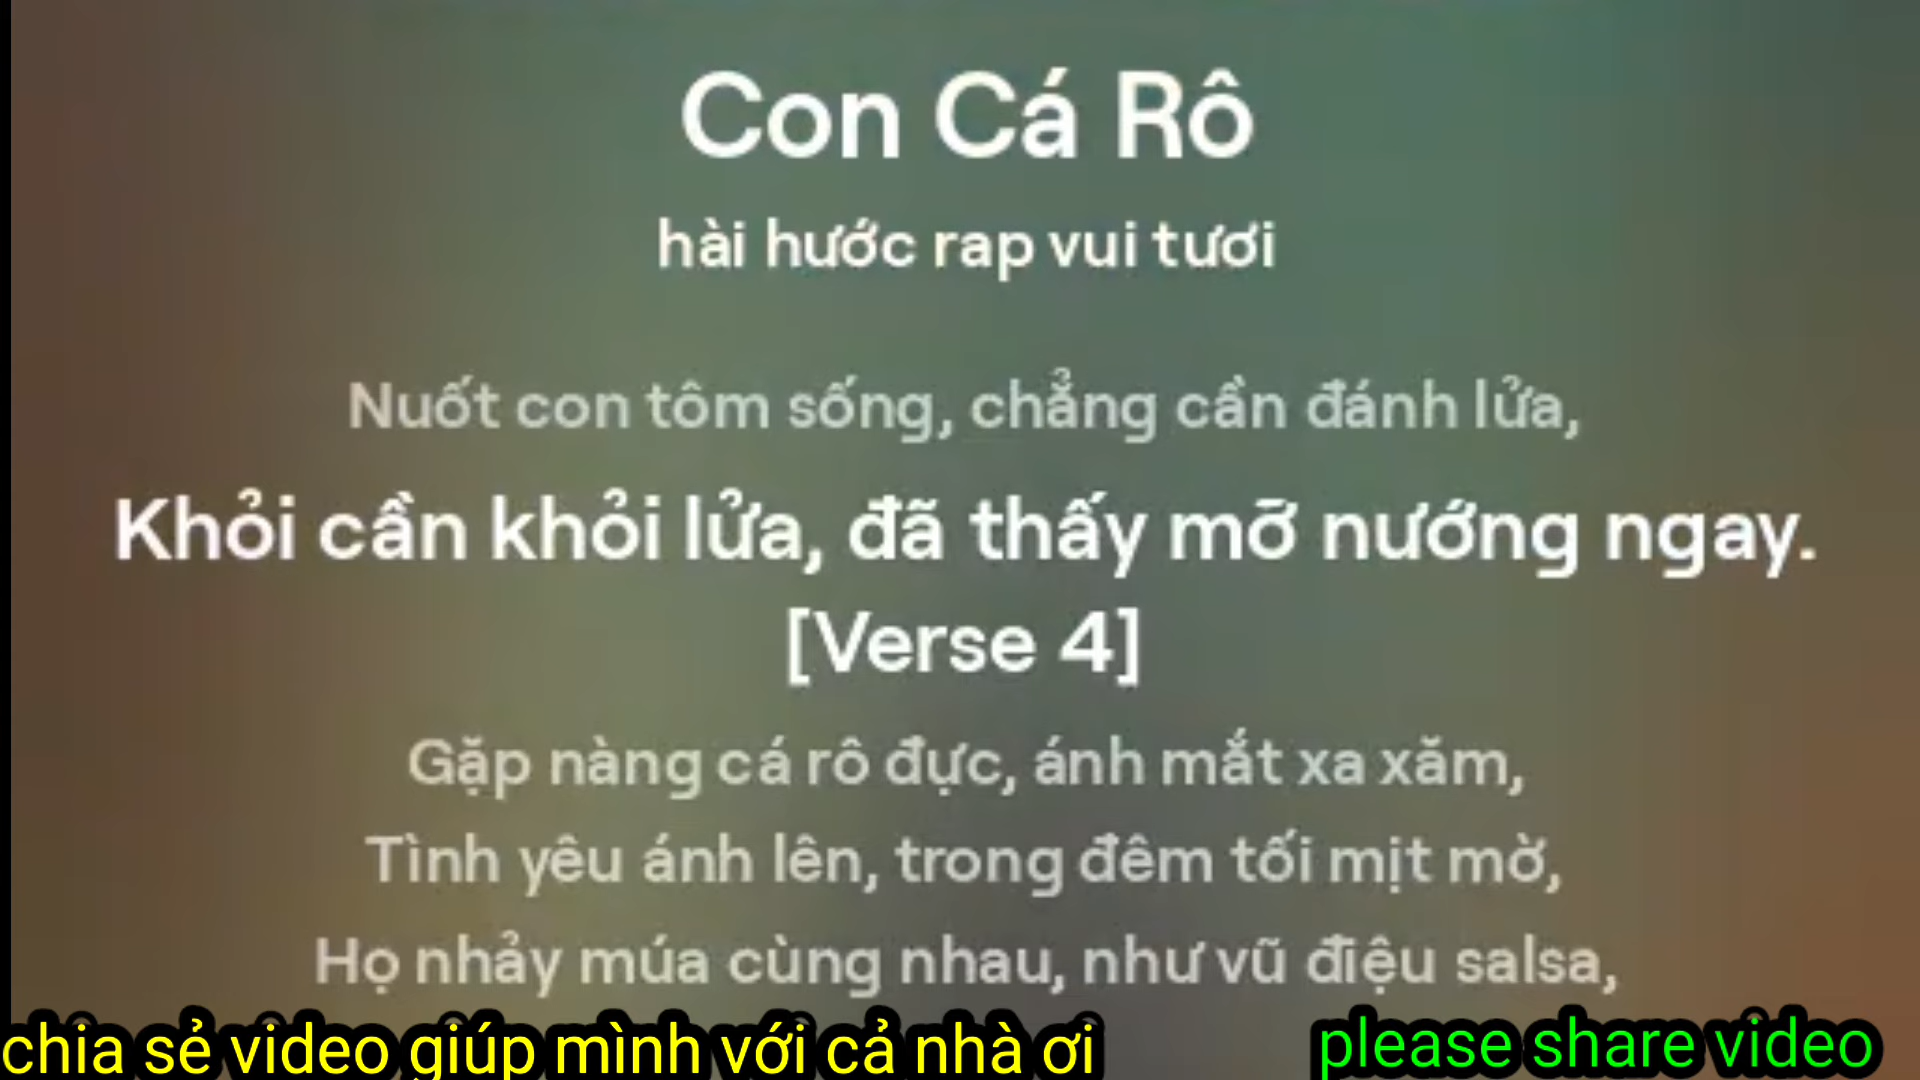 Con Cá Rô
hài hước rap vui tươi
Nuốt con tôm sống, chẳng cần đánh lửa,
Khỏi cần khỏi lửa, đã thấy mỡ nướng ngay.
[Verse 4]
Gặp nàng cá rô đực, ánh mắt xa xăm,
Tình yêu ánh lên, trong đêm tối mịt mờ,
Họ nhảy múa cùng nhau, như vũ điệu salsa,
chia sẻ video giúp mình với cả nhà ơi
please share video